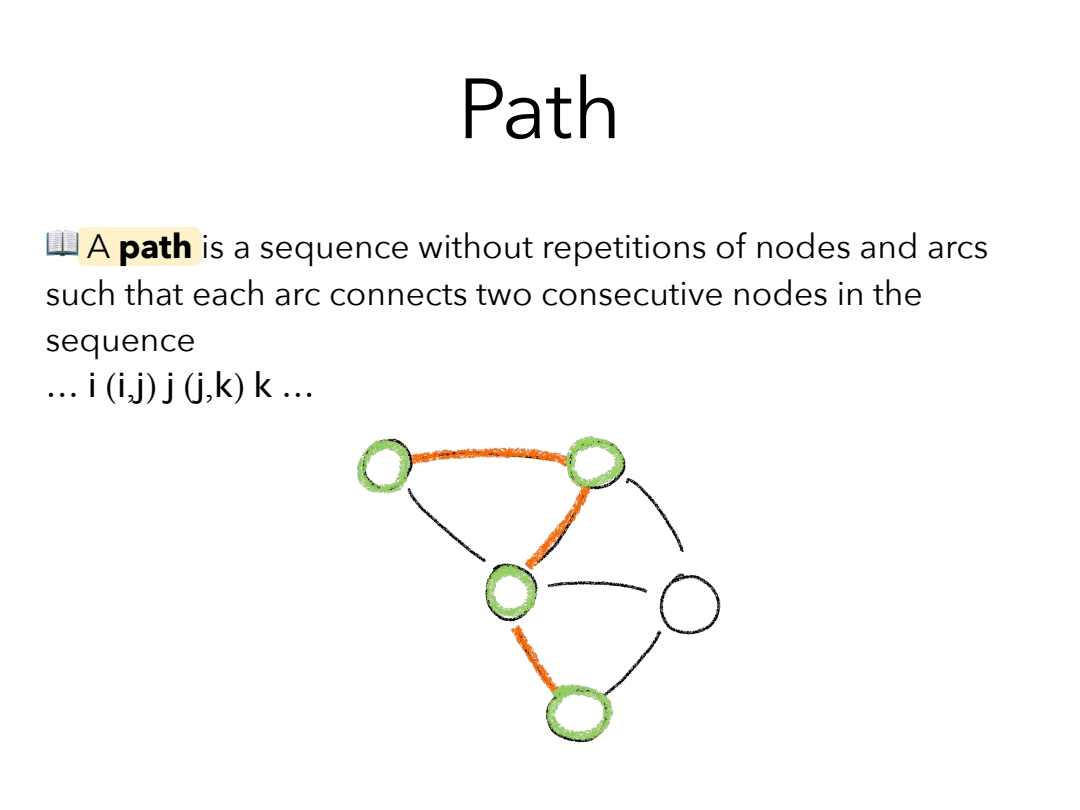 Path
📖 A path is a sequence without repetitions of nodes and arcs
such that each arc connects two consecutive nodes in the
sequence
… i (i,j) j (j,k) k …